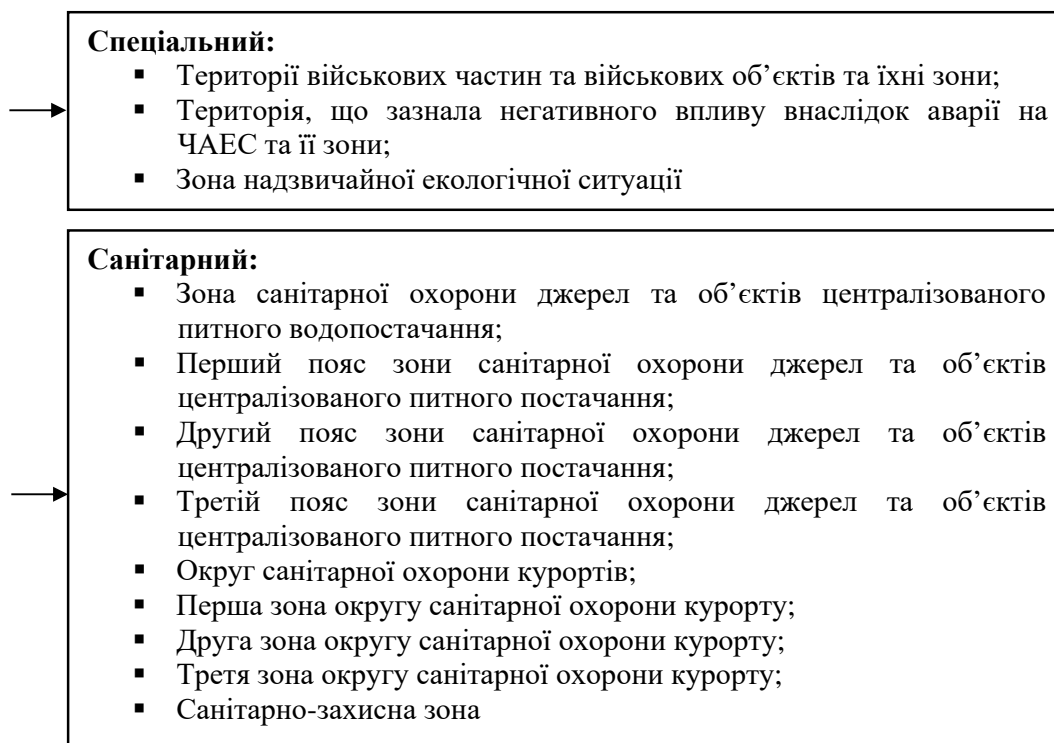 Спеціальний:
▪ Території військових частин та військових об’єктів та їхні зони;
▪ Територія, що зазнала негативного впливу внаслідок аварії на
ЧАЕС та її зони;
▪ Зона надзвичайної екологічної ситуації
Санітарний:
▪ Зона санітарної охорони джерел та об’єктів централізованого
питного водопостачання;
▪ Перший пояс зони санітарної охорони джерел та об’єктів
централізованого питного постачання;
▪ Другий пояс зони санітарної охорони джерел та об’єктів
централізованого питного постачання;
▪ Третій пояс зони санітарної охорони джерел та об’єктів
централізованого питного постачання;
▪ Округ санітарної охорони курортів;
▪ Перша зона округу санітарної охорони курорту;
▪ Друга зона округу санітарної охорони курорту;
▪ Третя зона округу санітарної охорони курорту;
▪ Санітарно-захисна зона